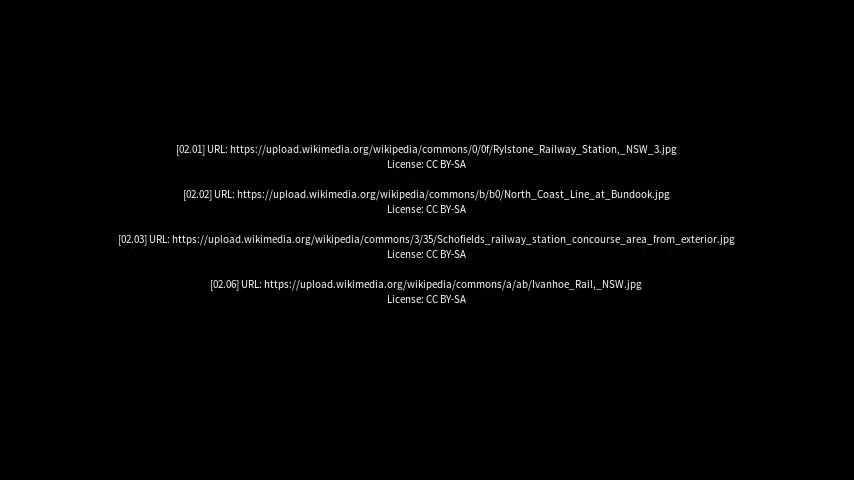 [02.01] URL: https://upload.wikimedia.org/wikipedia/commons/0/0f/Rylstone_Railway_Station,_NSW_3.jpg
License: CC BY-SA
[02.02] URL: https://upload.wikimedia.org/wikipedia/commons/b/b0/North_Coast_Line_at_Bundook.jpg
License: CC BY-SA
[02.03] URL: https://upload.wikimedia.org/wikipedia/commons/3/35/Schofields_railway_station_concourse_area_from_exterior.jpg
License: CC BY-SA
[02.06] URL: https://upload.wikimedia.org/wikipedia/commons/a/ab/Ivanhoe_Rail,_NSW.jpg
License: CC BY-SA